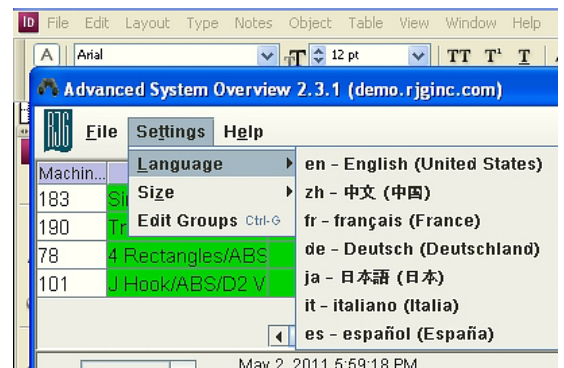 File Edit Layout Type Notes Object Table View Window Help
A Arial 12 pt TT T¹ T
Advanced System Overview 2.3.1 (demo.rjginc.com)
RJG File Settings Help
Machin...
Language
Size
Edit Groups Ctrl-G
en - English (United States)
zh - 中文 (中国)
fr - français (France)
de - Deutsch (Deutschland)
ja - 日本語 (日本)
it - italiano (Italia)
es - español (España)
183
190
78 4 Rectangles/ABS
101 J Hook/ABS/D2 V
May 2, 2011 5:59:18 PM